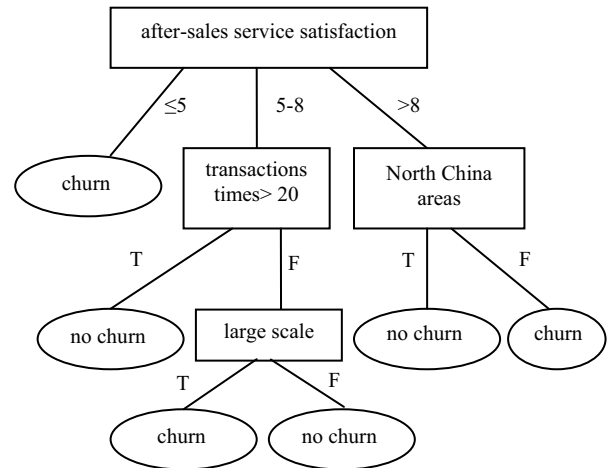 after-sales service satisfaction
≤5
5-8
>8
churn
transactions
times> 20
North China
areas
T
F
T
F
no churn
large scale
no churn
churn
T
F
churn
no churn